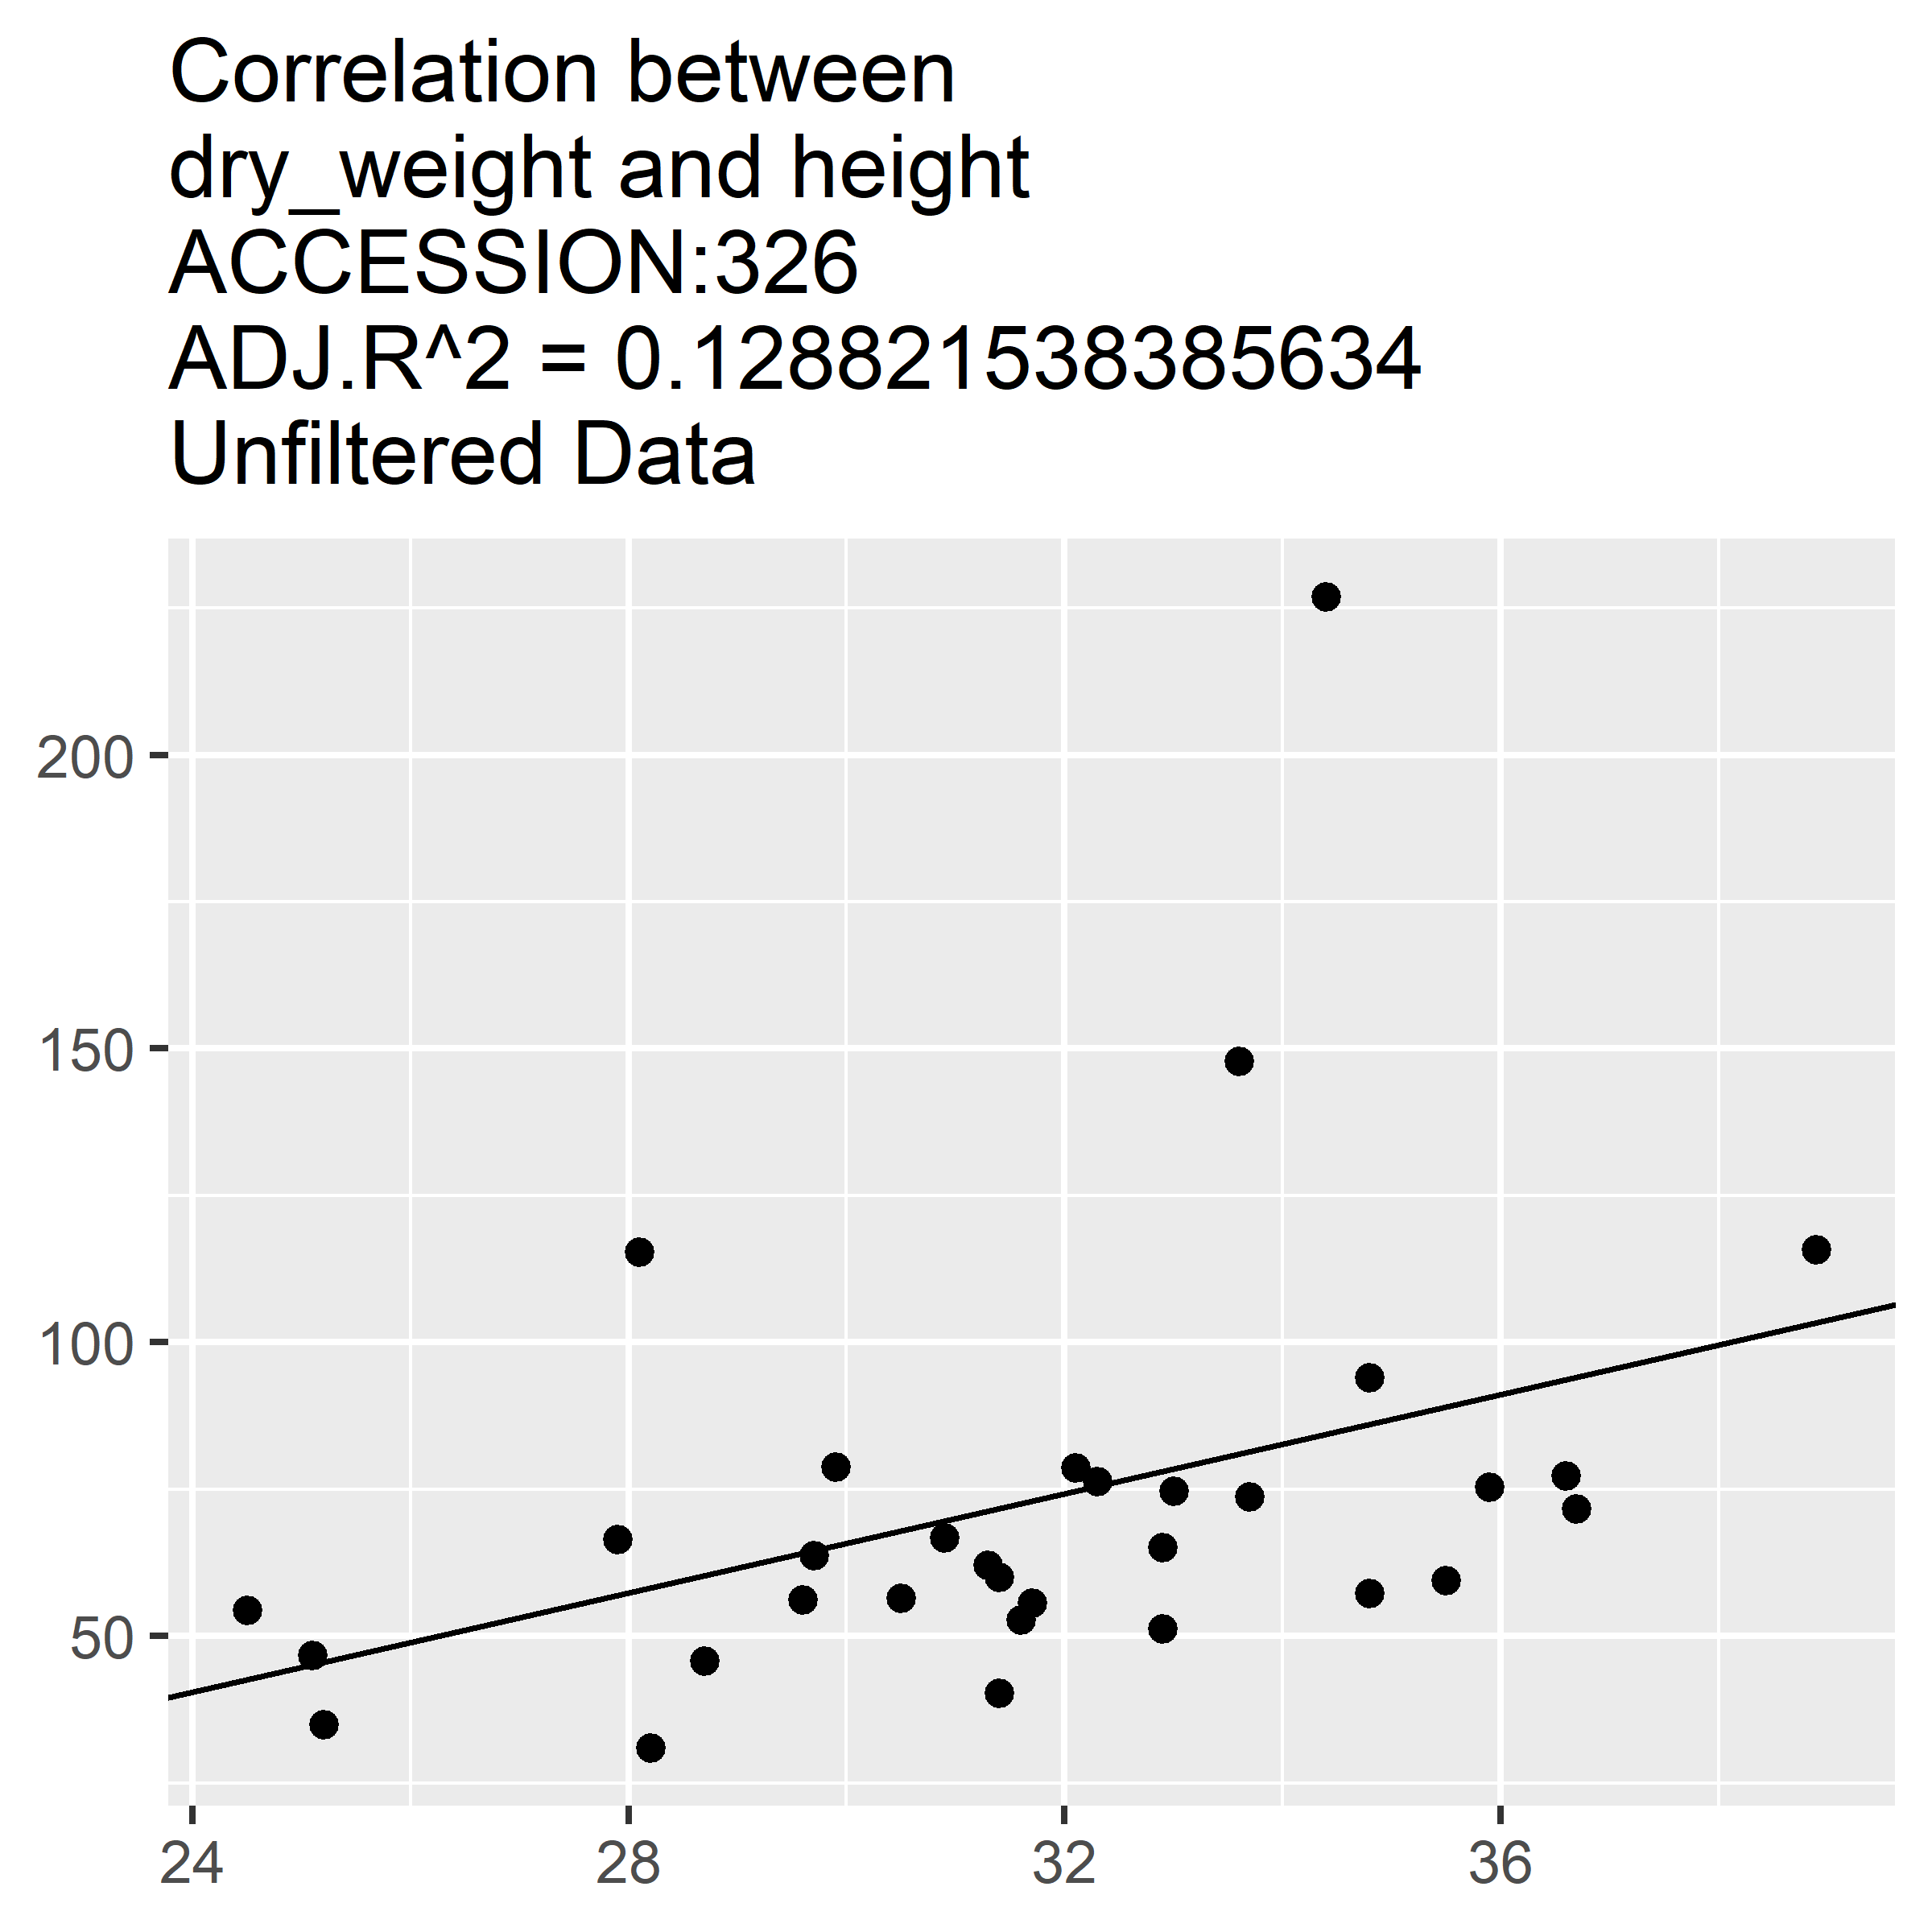 Correlation between
dry_weight and height
ACCESSION:326
ADJ.R^2 = 0.128821538385634
Unfiltered Data
200
150
100
50
24 28 32 36